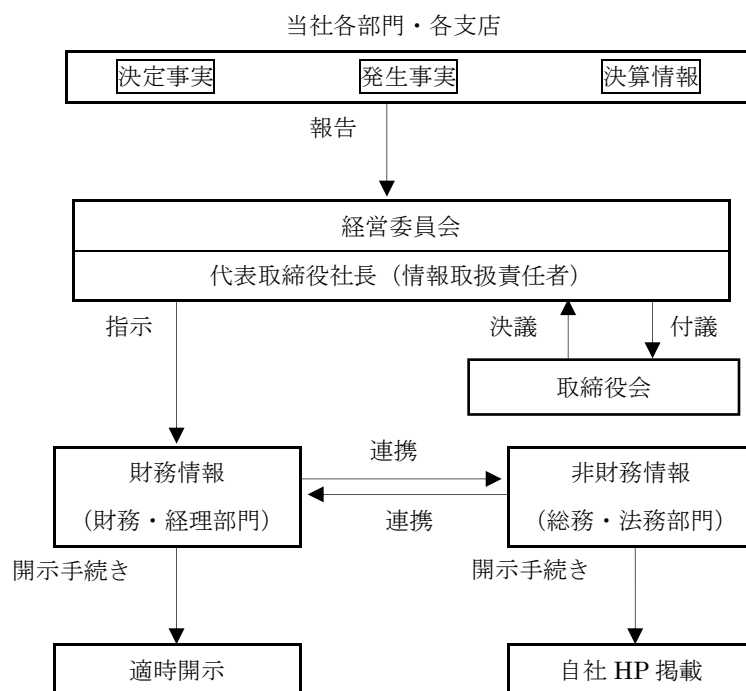 当社各部門・各支店
決定事実 発生事実 決算情報
報告
経営委員会
代表取締役社長（情報取扱責任者）
指示 決議 付議
取締役会
連携
財務情報 非財務情報
（財務・経理部門） 連携 （総務・法務部門）
開示手続き 開示手続き
適時開示 自社 HP 掲載